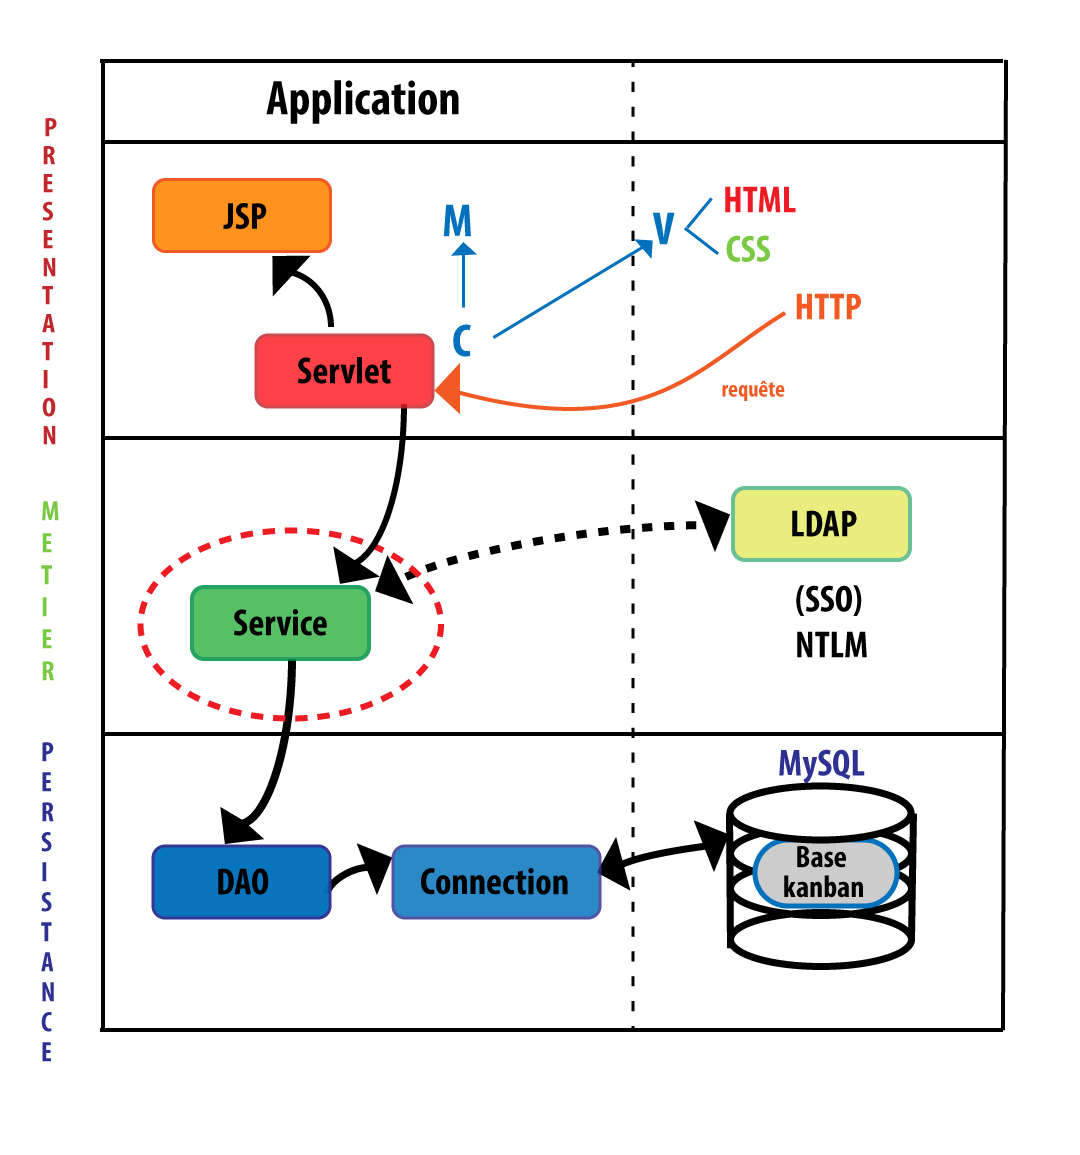 Application
PRESENTATION
JSP
M
V
HTML
CSS
HTTP
C
Servlet
requête
METIER
LDAP
(SSO)
NTLM
Service
PERSISTANCE
MySQL
Base
kanban
DAO
Connection